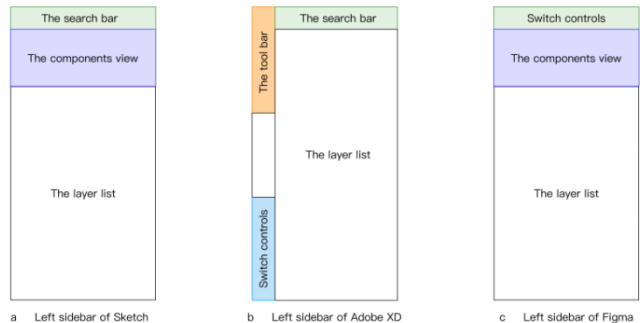 The search bar
The components view
The layer list
a Left sidebar of Sketch
The tool bar
The search bar
The layer list
Switch controls
b Left sidebar of Adobe XD
Switch controls
The components view
The layer list
c Left sidebar of Figma